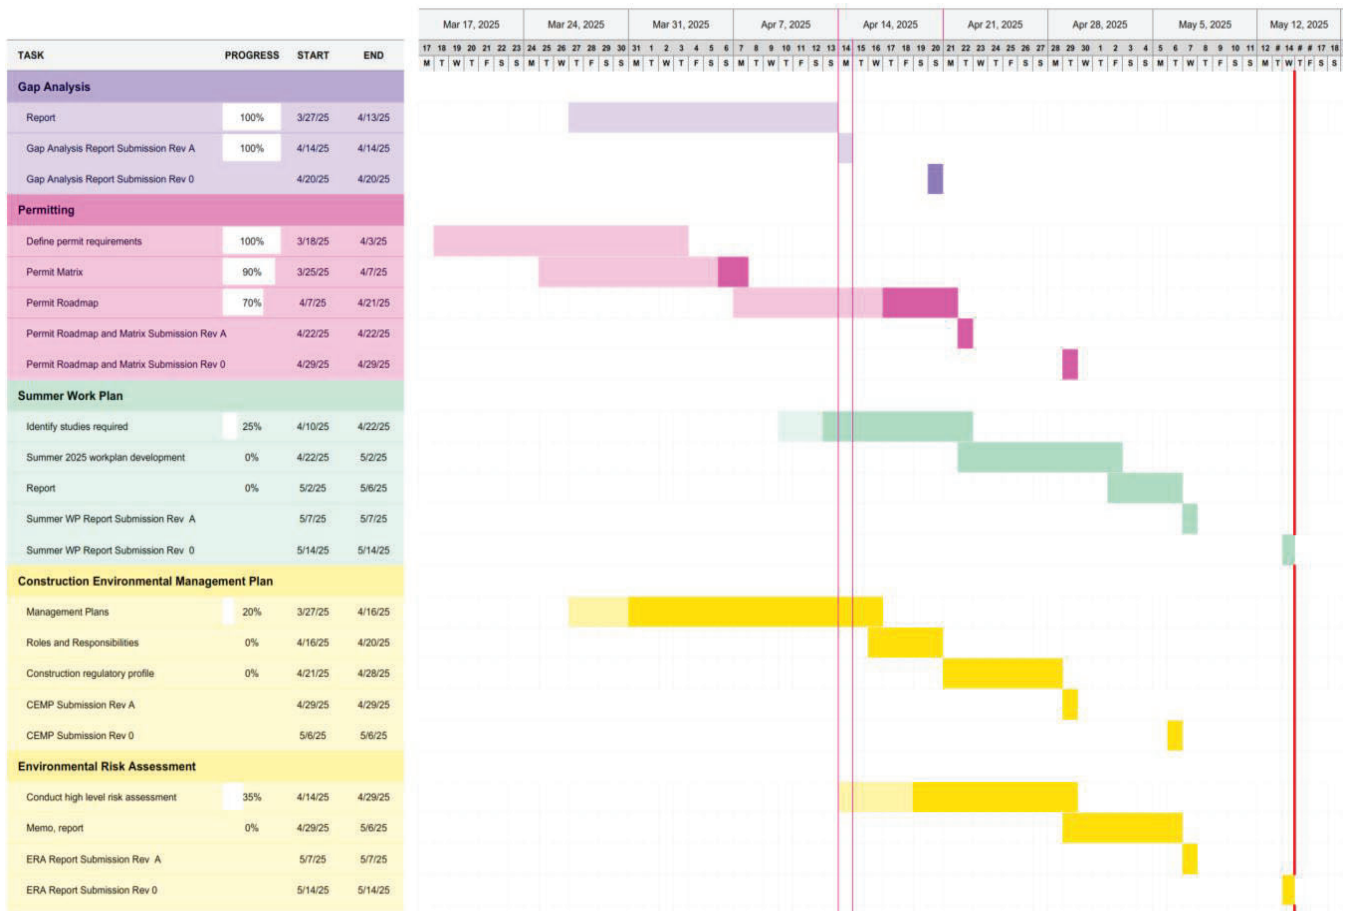 Mar 17, 2025 Mar 24, 2025 Mar 31, 2025 Apr 7, 2025 Apr 14, 2025 Apr 21, 2025 Apr 28, 2025 May 5, 2025 May 12, 2025
17 18 19 20 21 22 23 24 25 26 27 28 29 30 31 1 2 3 4 5 6 7 8 9 10 11 12 13 14 15 16 17 18 19 20 21 22 23 24 25 26 27 28 29 30 1 2 3 4 5 6 7 8 9 10 11 12 # 14 # # 17 18
TASK PROGRESS START END M T W T F S S M T W T F S S M T W T F S S M T W T F S S M T W T F S S M T W T F S S M T W T F S S M T W T F S S M T W T F S S
Gap Analysis
Report 100% 3/27/25 4/13/25
Gap Analysis Report Submission Rev A 100% 4/14/25 4/14/25
Gap Analysis Report Submission Rev 0 4/20/25 4/20/25
Permitting
Define permit requirements 100% 3/18/25 4/3/25
Permit Matrix 90% 3/25/25 4/7/25
Permit Roadmap 70% 4/7/25 4/21/25
Permit Roadmap and Matrix Submission Rev A 4/22/25 4/22/25
Permit Roadmap and Matrix Submission Rev 0 4/29/25 4/29/25
Summer Work Plan
Identify studies required 25% 4/10/25 4/22/25
Summer 2025 workplan development 0% 4/22/25 5/2/25
Report 0% 5/2/25 5/6/25
Summer WP Report Submission Rev A 5/7/25 5/7/25
Summer WP Report Submission Rev 0 5/14/25 5/14/25
Construction Environmental Management Plan
Management Plans 20% 3/27/25 4/16/25
Roles and Responsibilities 0% 4/16/25 4/20/25
Construction regulatory profile 0% 4/21/25 4/28/25
CEMP Submission Rev A 4/29/25 4/29/25
CEMP Submission Rev 0 5/6/25 5/6/25
Environmental Risk Assessment
Conduct high level risk assessment 35% 4/14/25 4/29/25
Memo, report 0% 4/29/25 5/6/25
ERA Report Submission Rev A 5/7/25 5/7/25
ERA Report Submission Rev 0 5/14/25 5/14/25